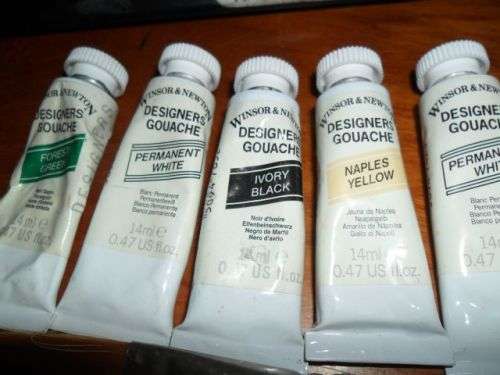 WINSOR & NEWTON
DESIGNERS'
GOUACHE
FOREST
GREEN
14ml
0.47 US fl.oz.
DESIGNERS
WINSOR & NEWTON
DESIGNERS'
GOUACHE
PERMANENT
WHITE
Blanc Permanent
Permanentweiß
Blanco Permanente
Bianco permanente
14ml
0.47 US fl.oz.
WINSOR & NEWTON
DESIGNERS'
GOUACHE
IVORY
BLACK
Noir d'ivoire
Elfenbeinschwarz
Negro de Marfil
Nero d'avorio
14ml
0.47 US fl.oz.
WINSOR & NEWTON
DESIGNERS'
GOUACHE
NAPLES
YELLOW
Jaune de Naples
Neapelgelb
Amarillo de Nápoles
Giallo di Napoli
14ml
0.47 US fl.oz.
WINSOR & NEWTON
DESIGNERS
GOUACHE
PERMANENT
WHITE
Blanc Permanent
14ml
0.47 US